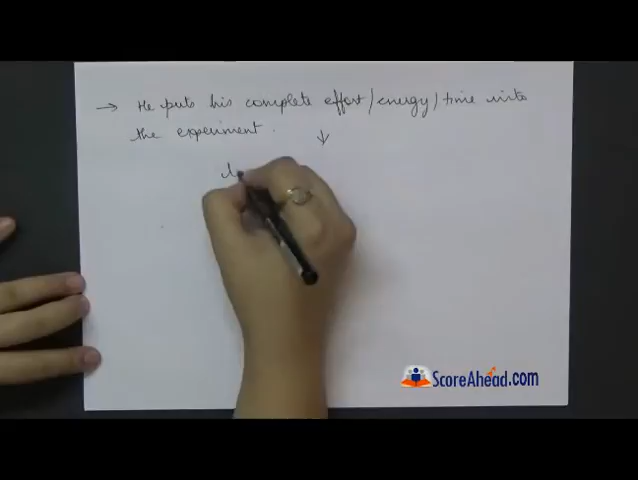 → He puts his complete effort/energy/time into
the experiment.
↓
ScoreAhead.com